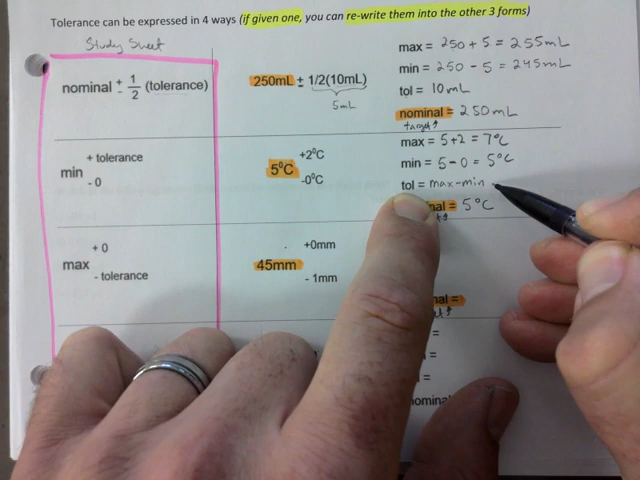 Tolerance can be expressed in 4 ways (if given one, you can re-write them into the other 3 forms)
Study Sheet
nominal ± 1/2 (tolerance)
250mL ± 1/2(10mL)
5mL
max = 250 + 5 = 255mL
min = 250 - 5 = 245mL
tol = 10mL
nominal = 250mL
target↑
min + tolerance - 0
5°C +2°C -0°C
max = 5+2 = 7°C
min = 5-0 = 5°C
tol = max-min
nal = 5°C
max + 0 - tolerance
45mm +0mm - 1mm
nal =
=
=
=
nominal